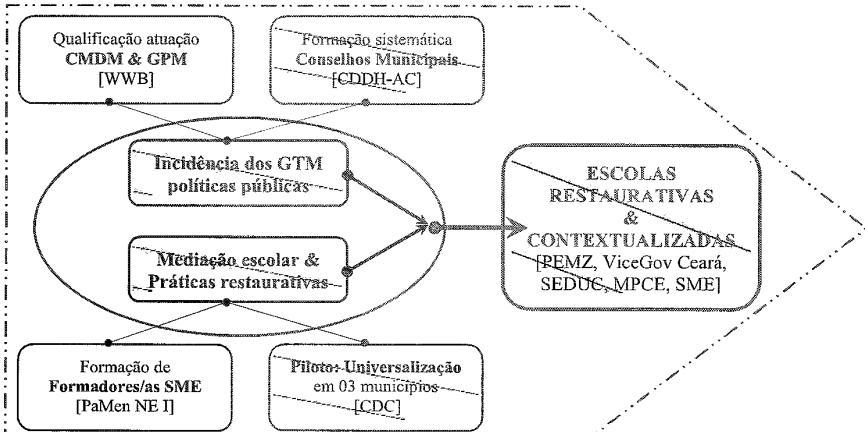 Qualificação atuação
CMDM & GPM
[WWB]
Formação sistemática
Conselhos Municipais
[CDDH-AC]
Incidência dos GTM
políticas públicas
Mediação escolar &
Práticas restaurativas
ESCOLAS
RESTAURATIVAS
&
CONTEXTUALIZADAS
[PEMZ, ViceGov Ceará,
SEDUC, MPCE, SME]
Formação de
Formadores/as SME
[PaMen NE I]
Piloto: Universalização
em 03 municípios
[CDC]